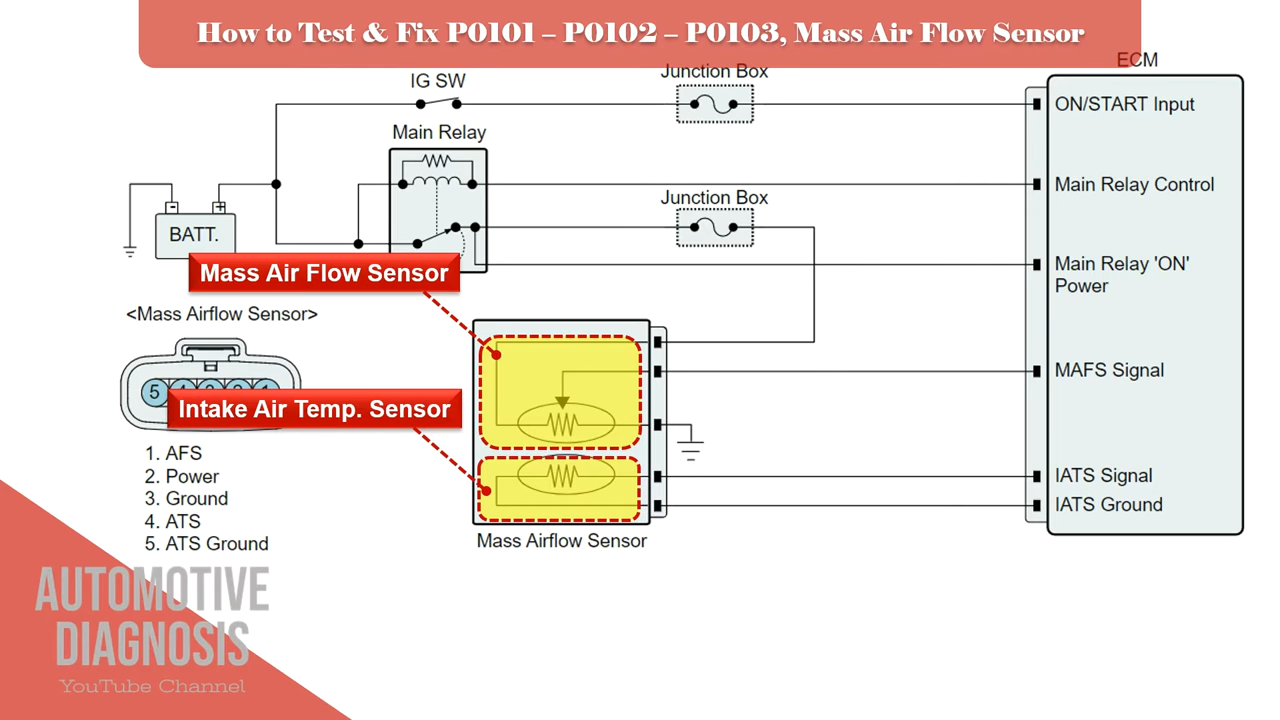 How to Test & Fix P0101 – P0102 – P0103, Mass Air Flow Sensor
ECM
IG SW
Junction Box
ON/START Input
Main Relay
Main Relay Control
Junction Box
- +
BATT.
Main Relay 'ON'
Power
Mass Air Flow Sensor
<Mass Airflow Sensor>
MAFS Signal
5
Intake Air Temp. Sensor
1. AFS
2. Power
3. Ground
4. ATS
5. ATS Ground
IATS Signal
IATS Ground
Mass Airflow Sensor
AUTOMOTIVE
DIAGNOSIS
YouTube Channel